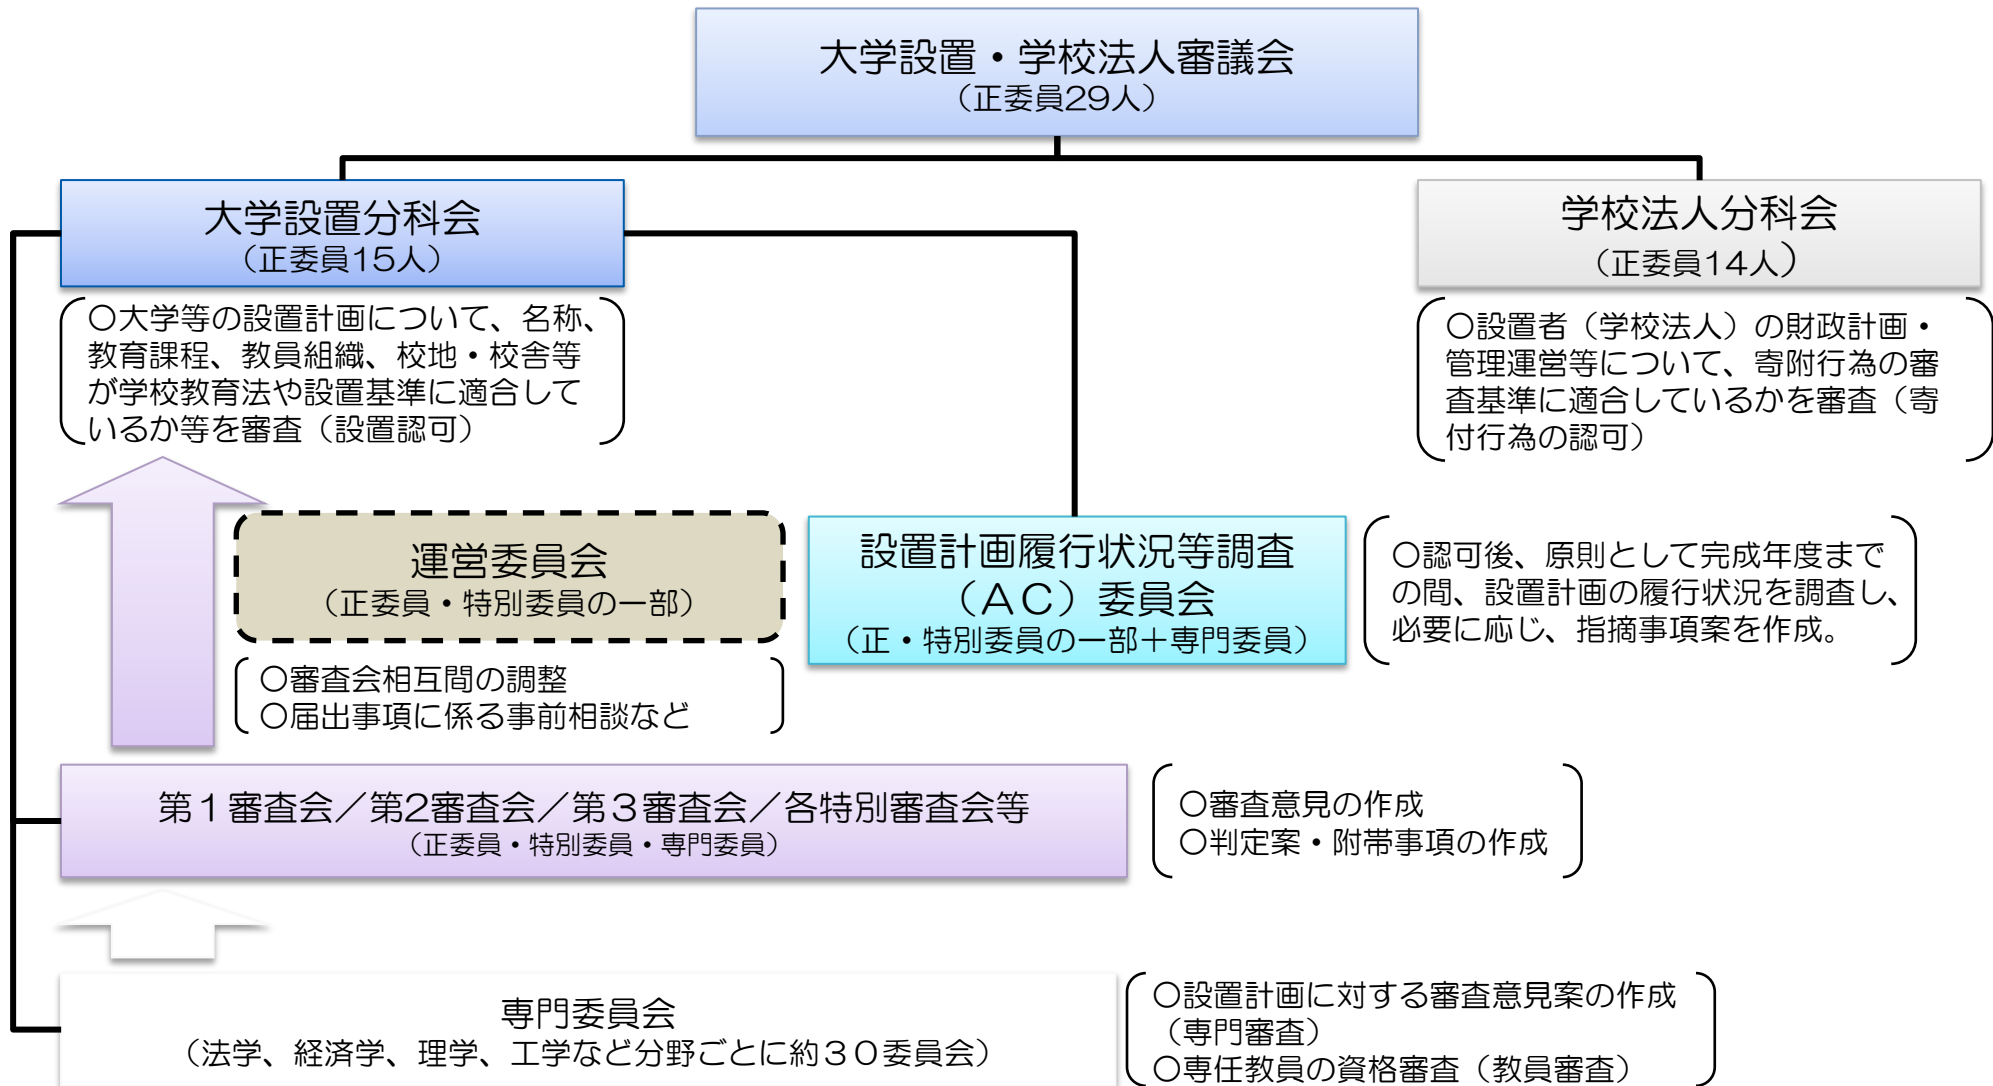 大学設置・学校法人審議会
（正委員29人）
大学設置分科会
（正委員15人）
学校法人分科会
（正委員14人）
〇大学等の設置計画について、名称、
教育課程、教員組織、校地・校舎等
が学校教育法や設置基準に適合して
いるか等を審査（設置認可）
〇設置者（学校法人）の財政計画・
管理運営等について、寄附行為の審
査基準に適合しているかを審査（寄
付行為の認可）
運営委員会
（正委員・特別委員の一部）
〇審査会相互間の調整
〇届出事項に係る事前相談など
設置計画履行状況等調査
（ＡＣ）委員会
（正・特別委員の一部＋専門委員）
〇認可後、原則として完成年度まで
の間、設置計画の履行状況を調査し、
必要に応じ、指摘事項案を作成。
第１審査会／第2審査会／第３審査会／各特別審査会等
（正委員・特別委員・専門委員）
〇審査意見の作成
〇判定案・附帯事項の作成
専門委員会
（法学、経済学、理学、工学など分野ごとに約３０委員会）
〇設置計画に対する審査意見案の作成
（専門審査）
〇専任教員の資格審査（教員審査）